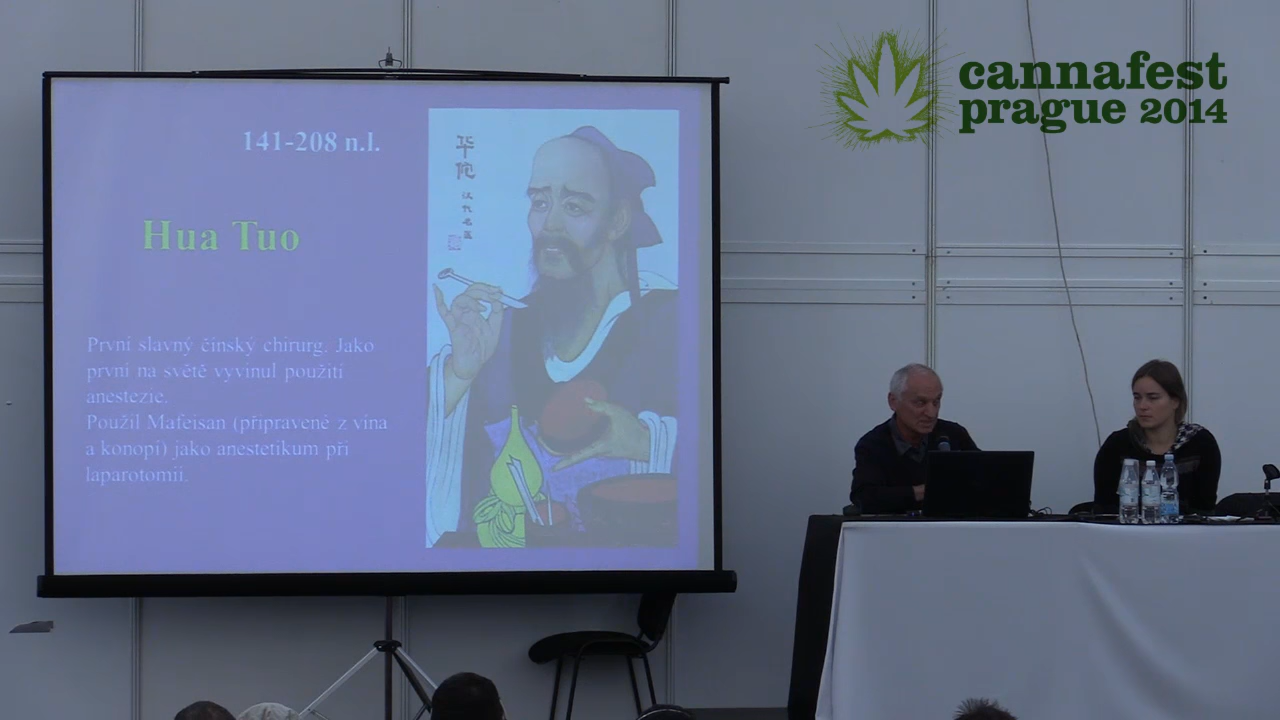 141-208 n.l.
Hua Tuo
První slavný čínský chirurg. Jako
první na světě vyvinul použití
anestezie.
Použil Mafeisan (připravené z vína
a konopí) jako anestetikum při
laparotomii.
华佗
cannafest
prague 2014